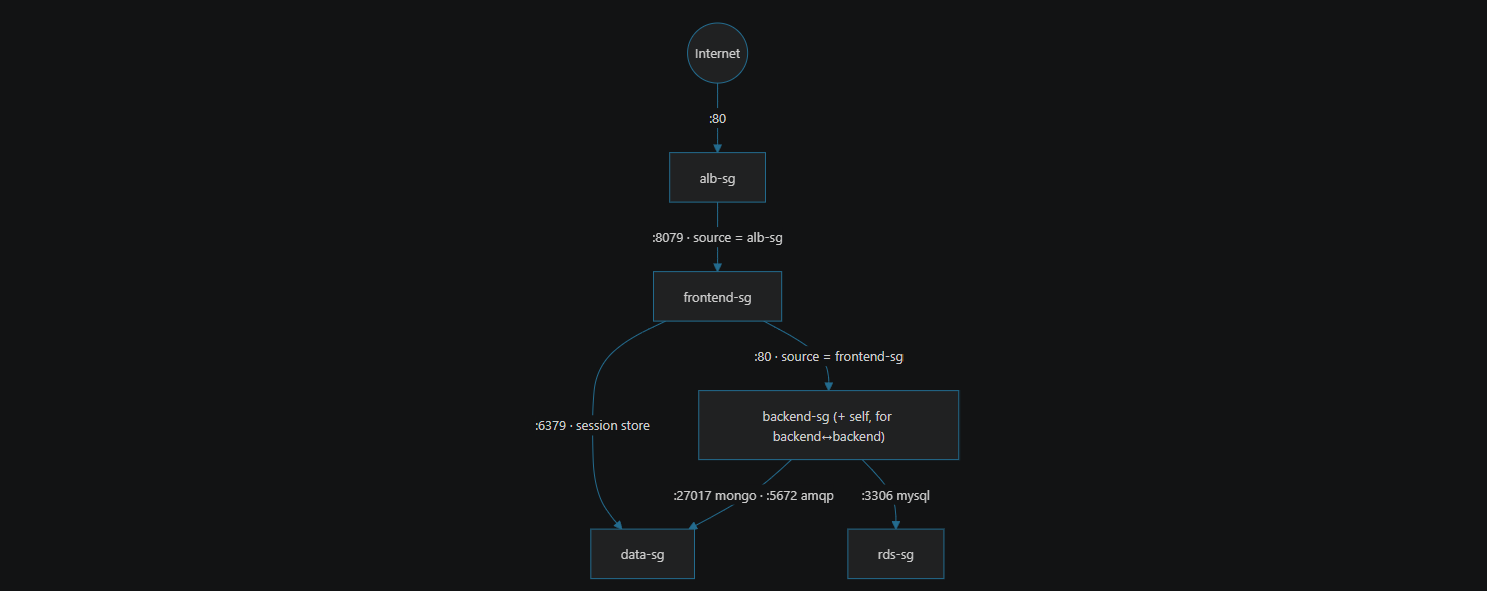 Internet
:80
alb-sg
:8079 · source = alb-sg
frontend-sg
:80 · source = frontend-sg
backend-sg (+ self, for
backend↔backend)
:6379 · session store
:27017 mongo · :5672 amqp
:3306 mysql
data-sg
rds-sg